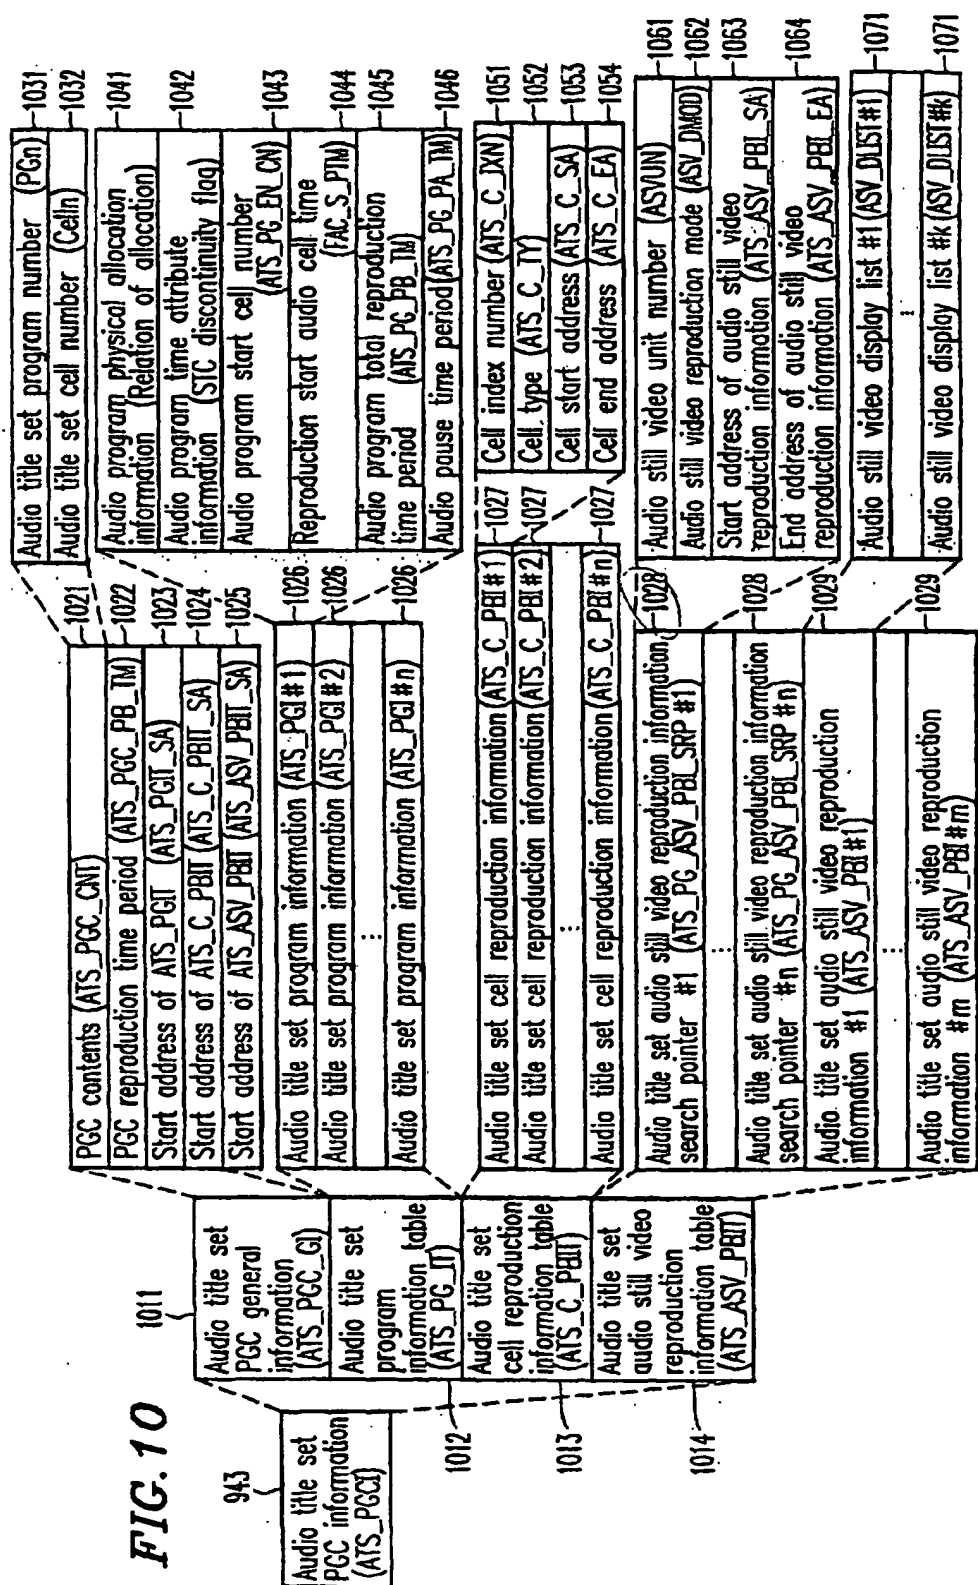 FIG. 10
943
Audio title set
PGC information
(ATS_PGCI)
1011
Audio title set
PGC general
information
(ATS_PGC_GI)
Audio title set
program
information table
(ATS_PG_IT)
1012
Audio title set
cell reproduction
information table
(ATS_C_PBIT)
1013
Audio title set
audio still video
reproduction
information table
(ATS_ASV_PBIT)
1014
PGC contents (ATS_PGC_CNT)
1021
PGC reproduction time period (ATS_PGC_PB_TM)
1022
Start address of ATS_PGIT (ATS_PGIT_SA)
1023
Start address of ATS_C_PBIT (ATS_C_PBIT_SA)
1024
Start address of ATS_ASV_PBIT (ATS_ASV_PBIT_SA)
1025
Audio title set program information (ATS_PGI#1)
1026
Audio title set program information (ATS_PGI#2)
1026
⋮
Audio title set program information (ATS_PGI#n)
1026
Audio title set cell reproduction information (ATS_C_PBI#1)
1027
Audio title set cell reproduction information (ATS_C_PBI#2)
1027
⋮
Audio title set cell reproduction information (ATS_C_PBI#n)
1027
Audio title set audio still video reproduction information
search pointer #1 (ATS_PG_ASV_PBI_SRP #1)
1028
⋮
Audio title set audio still video reproduction information
search pointer #n (ATS_PG_ASV_PBI_SRP #n)
1028
Audio title set audio still video reproduction
information #1 (ATS_ASV_PBI#1)
1029
⋮
Audio title set audio still video reproduction
information #m (ATS_ASV_PBI#m)
1029
Audio title set program number (PGn)
1031
Audio title set cell number (Celln)
1032
Audio program physical allocation
information (Relation of allocation)
1041
Audio program time attribute
information (STC discontinuity flag)
1042
Audio program start cell number
(ATS_PG_EN_CN)
1043
Reproduction start audio cell time
(FAC_S_PTM)
1044
Audio program total reproduction
time period (ATS_PG_PB_TM)
1045
Audio pause time period (ATS_PG_PA_TM)
1046
Cell index number (ATS_C_IXN)
1051
Cell type (ATS_C_TY)
1052
Cell start address (ATS_C_SA)
1053
Cell end address (ATS_C_EA)
1054
Audio still video unit number (ASVUN)
1061
Audio still video reproduction mode (ASV_DMOD)
1062
Start address of audio still video
reproduction information (ATS_ASV_PBI_SA)
1063
End address of audio still video
reproduction information (ATS_ASV_PBI_EA)
1064
Audio still video display list #1 (ASV_DLIST#1)
1071
⋮
Audio still video display list #k (ASV_DLIST#k)
1071